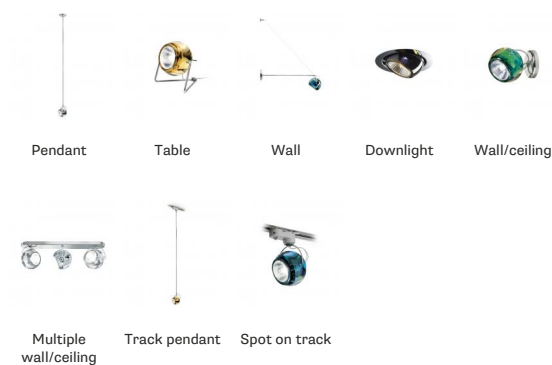 Pendant
Table
Wall
Downlight
Wall/ceiling
Multiple
wall/ceiling
Track pendant
Spot on track